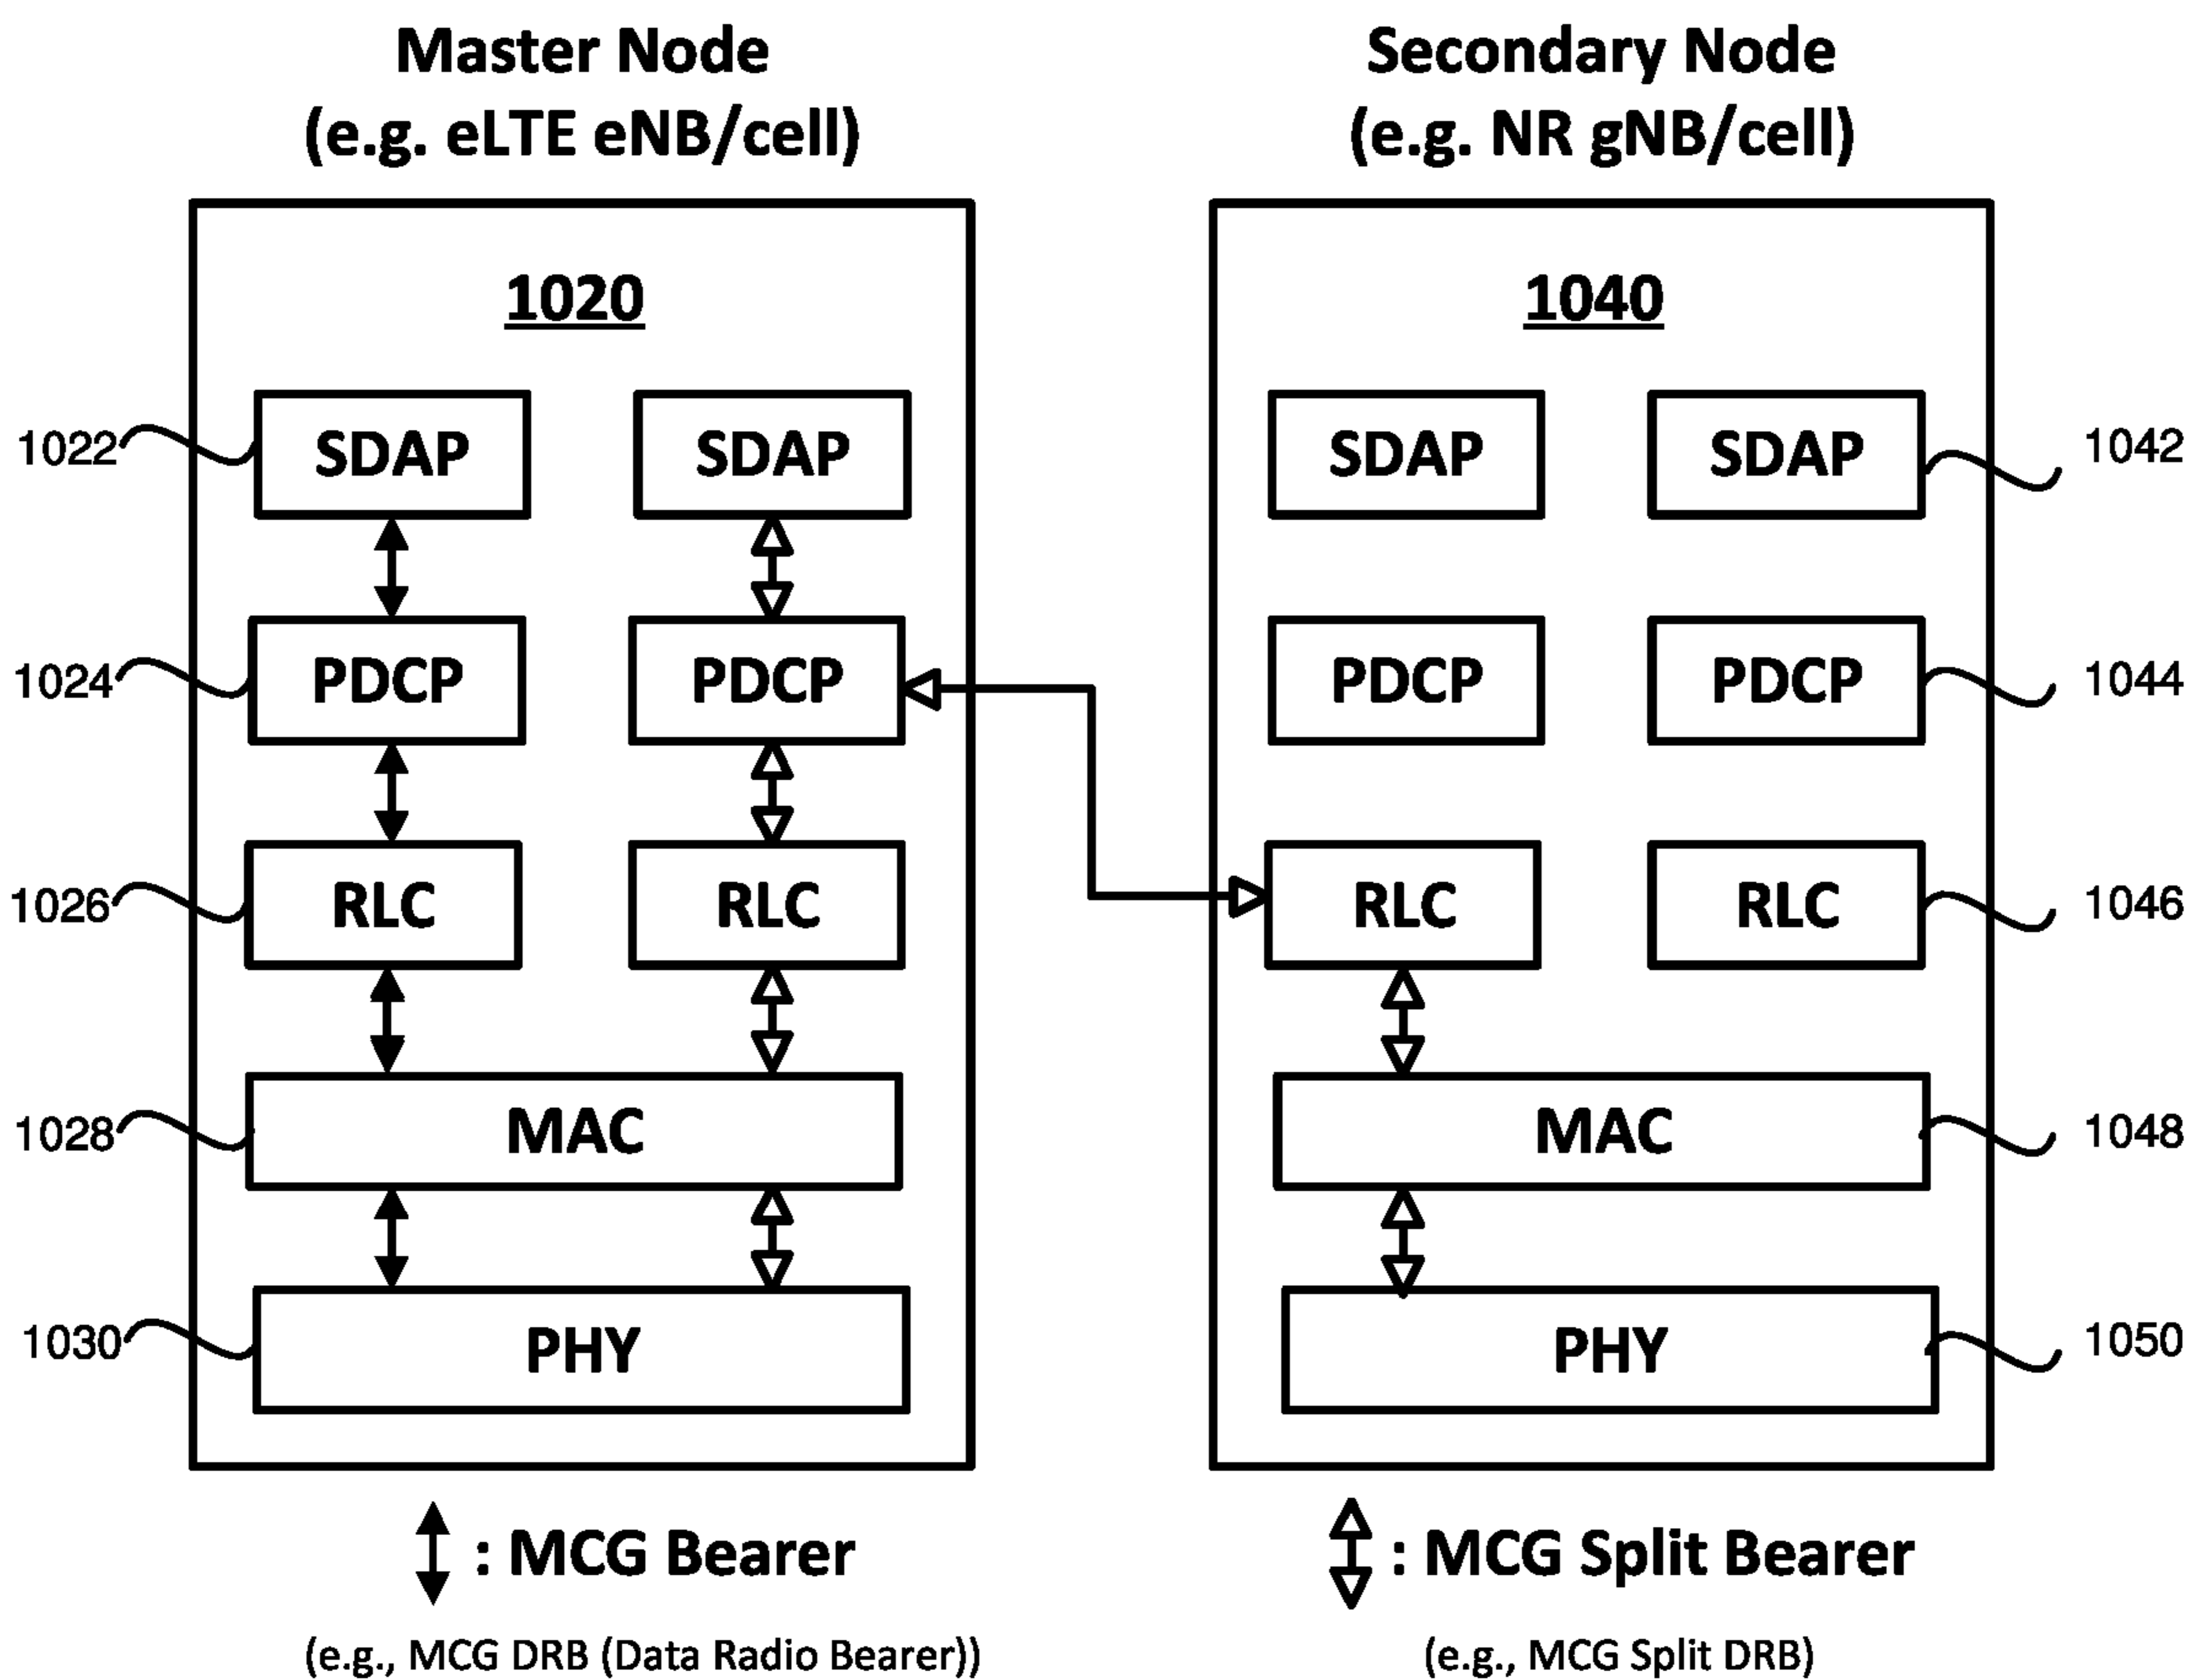 Master Node
(e.g. eLTE eNB/cell)
Secondary Node
(e.g. NR gNB/cell)
1020
1040
1022
SDAP
SDAP
SDAP
SDAP
1042
1024
PDCP
PDCP
PDCP
PDCP
1044
1026
RLC
RLC
RLC
RLC
1046
1028
MAC
MAC
1048
1030
PHY
PHY
1050
: MCG Bearer
(e.g., MCG DRB (Data Radio Bearer))
: MCG Split Bearer
(e.g., MCG Split DRB)